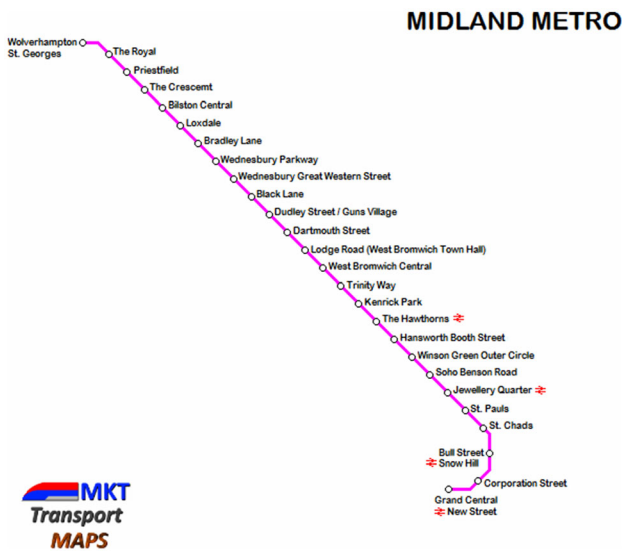 MIDLAND METRO
Wolverhampton
St. Georges
The Royal
Priestfield
The Crescemt
Bilston Central
Loxdale
Bradley Lane
Wednesbury Parkway
Wednesbury Great Western Street
Black Lane
Dudley Street / Guns Village
Dartmouth Street
Lodge Road (West Bromwich Town Hall)
West Bromwich Central
Trinity Way
Kenrick Park
The Hawthorns
Hansworth Booth Street
Winson Green Outer Circle
Soho Benson Road
Jewellery Quarter
St. Pauls
St. Chads
Bull Street
Snow Hill
Corporation Street
Grand Central
New Street
MKT
Transport
MAPS